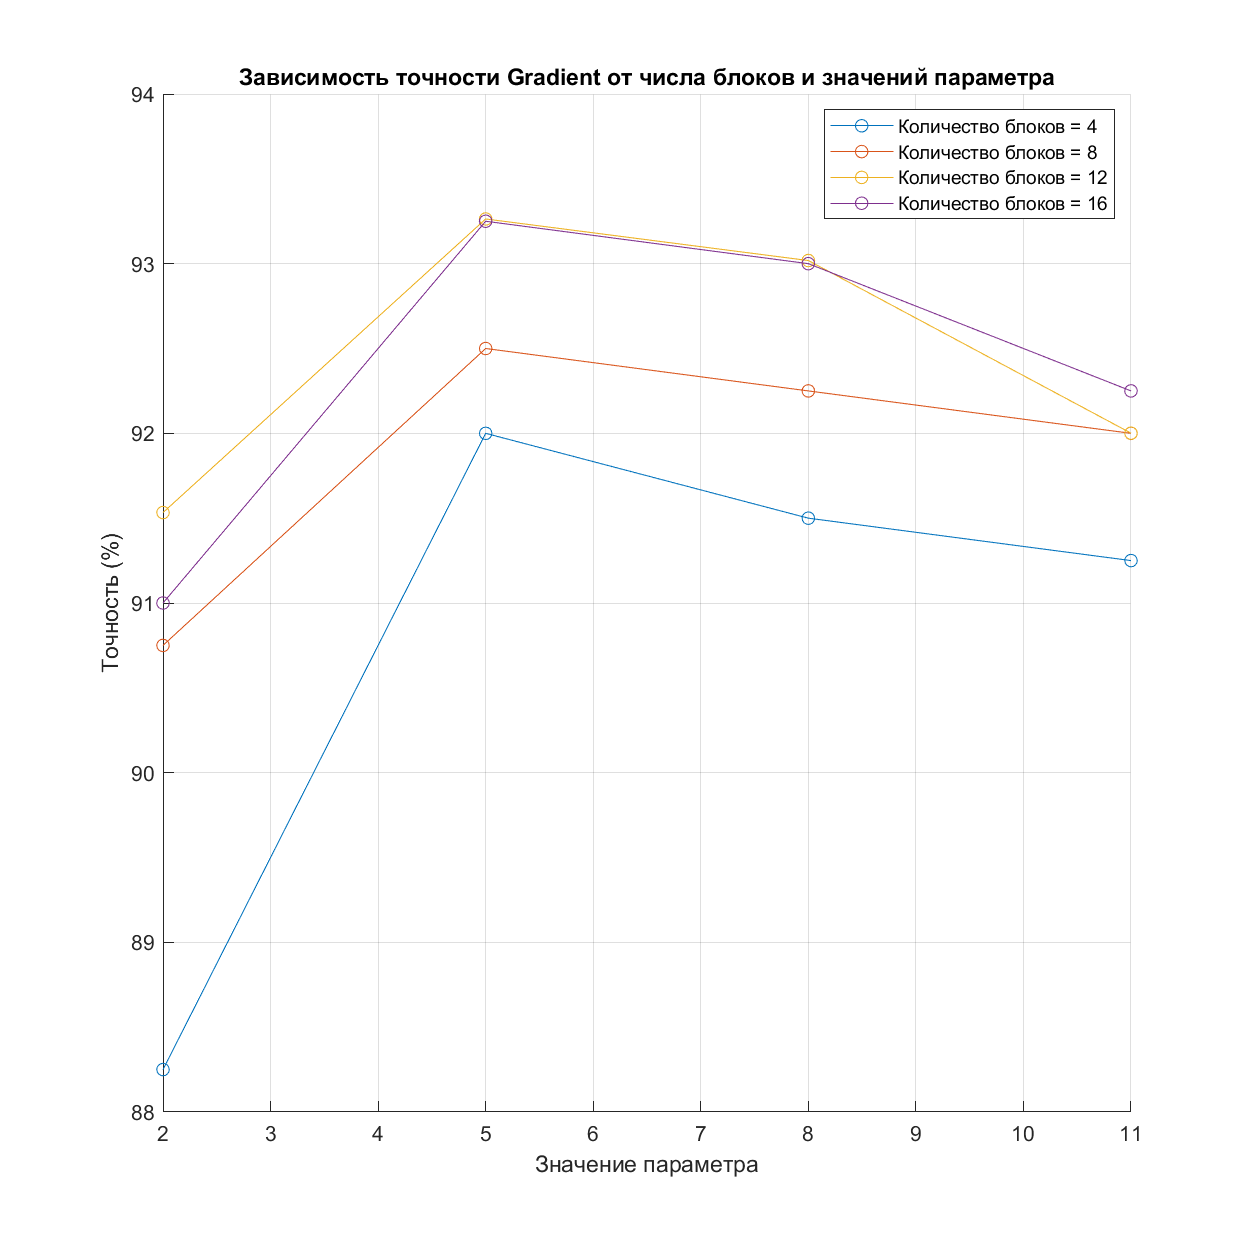 Зависимость точности Gradient от числа блоков и значений параметра
Количество блоков = 4
Количество блоков = 8
Количество блоков = 12
Количество блоков = 16
Точность (%)
94
93
92
91
90
89
88
2 3 4 5 6 7 8 9 10 11
Значение параметра